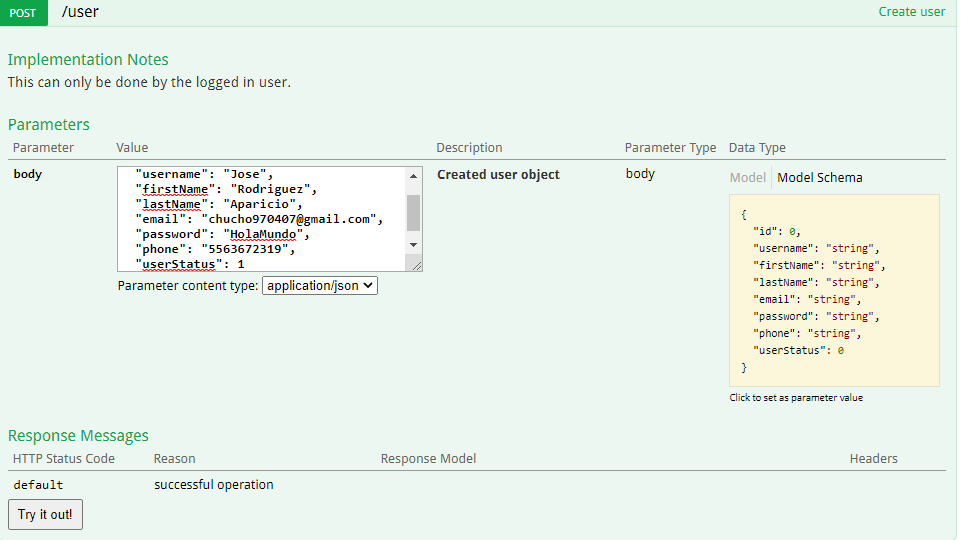 POST /user Create user
Implementation Notes
This can only be done by the logged in user.
Parameters
Parameter Value Description Parameter Type Data Type
body
"username": "Jose",
"firstName": "Rodriguez",
"lastName": "Aparicio",
"email": "chucho970407@gmail.com",
"password": "HolaMundo",
"phone": "5563672319",
"userStatus": 1
Parameter content type: application/json
Created user object
body
Model Model Schema
{
"id": 0,
"username": "string",
"firstName": "string",
"lastName": "string",
"email": "string",
"password": "string",
"phone": "string",
"userStatus": 0
}
Click to set as parameter value
Response Messages
HTTP Status Code Reason Response Model Headers
default successful operation
Try it out!